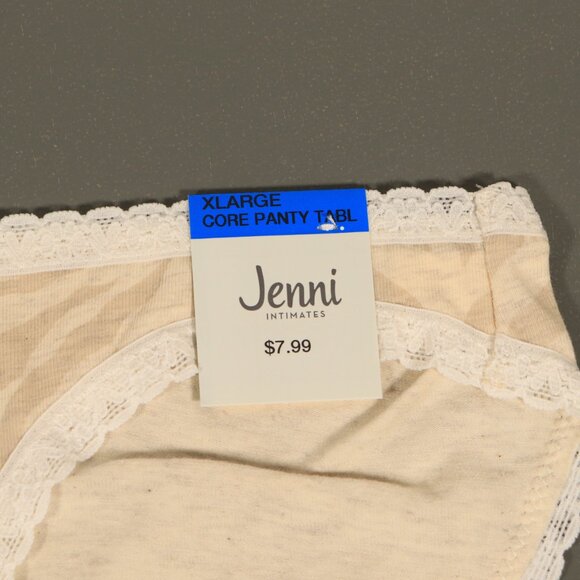 XLARGE
CORE PANTY TABL
Jenni
INTIMATES
$7.99